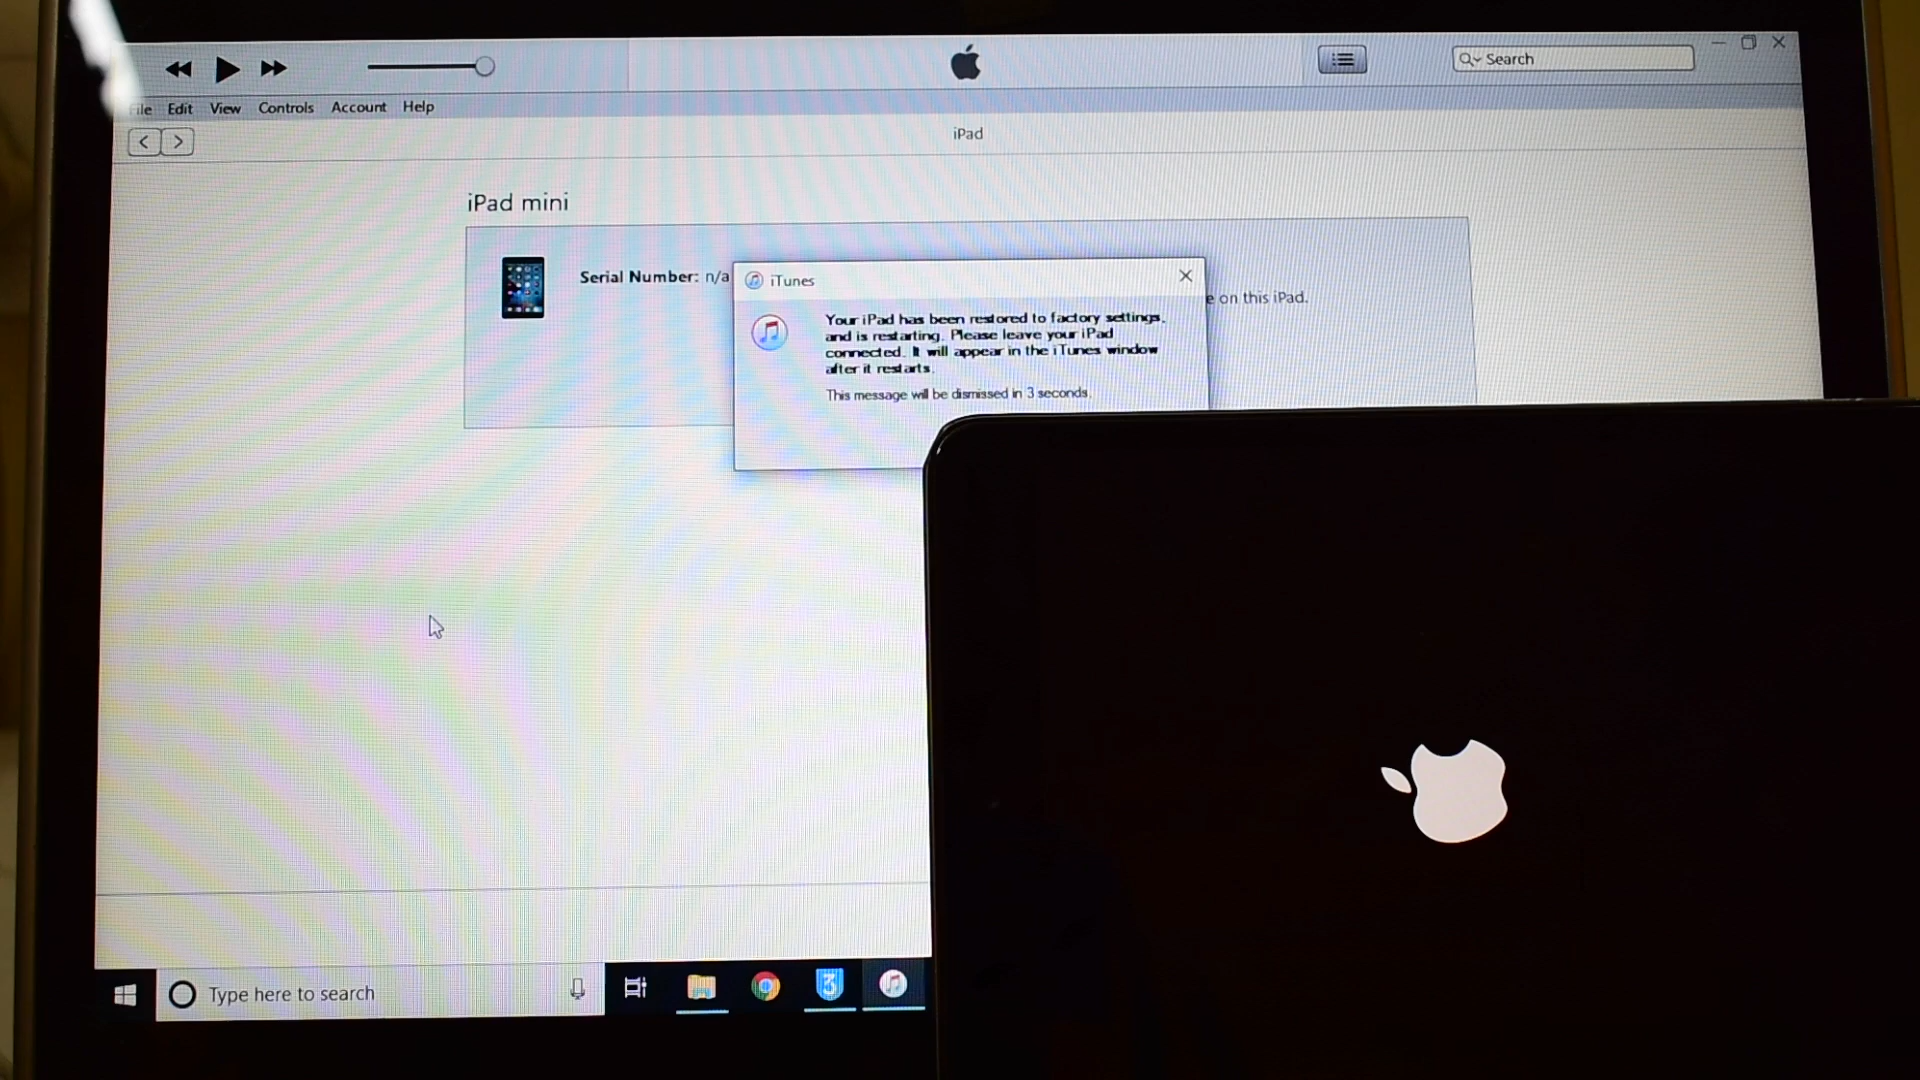 Search
File Edit View Controls Account Help
iPad
iPad mini
Serial Number: n/a
e on this iPad.
iTunes
Your iPad has been restored to factory settings,
and is restarting. Please leave your iPad
connected. It will appear in the iTunes window
after it restarts.
This message will be dismissed in 3 seconds.
Type here to search
3